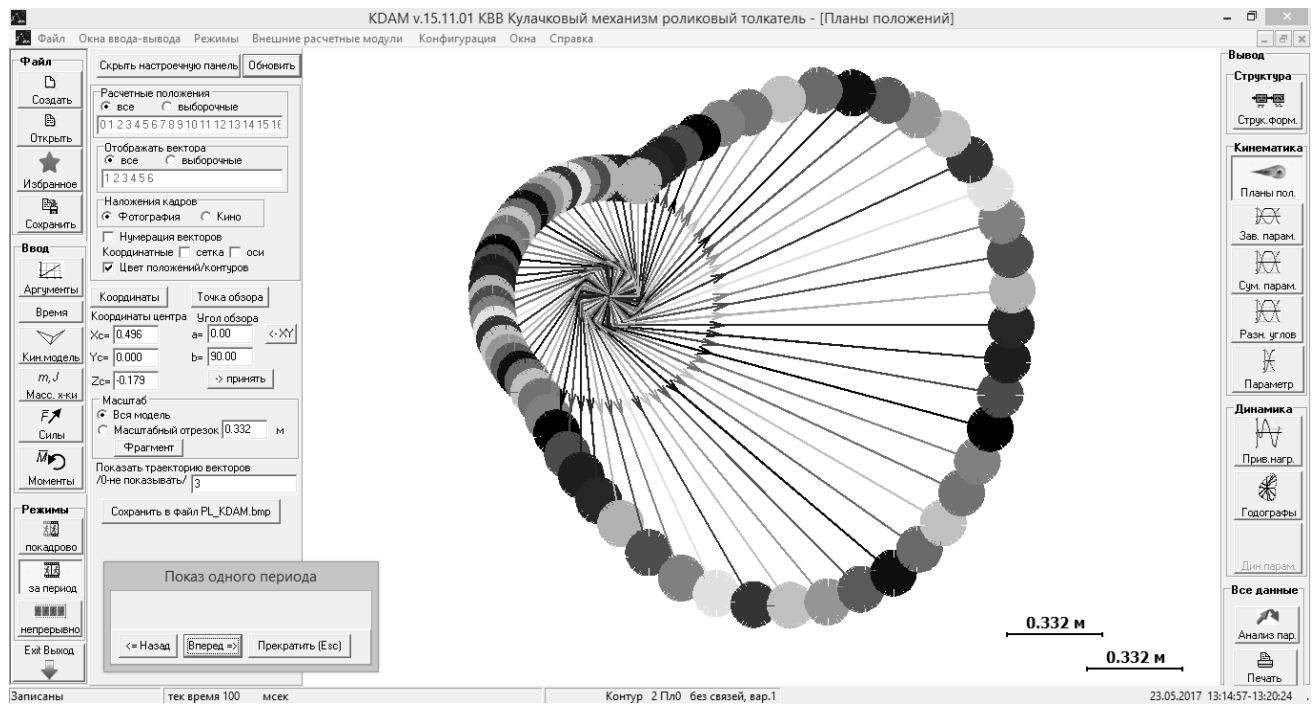 KDAM v.15.11.01 КВВ Кулачковый механизм роликовый толкатель - [Планы положений]
Файл Окна ввода-вывода Режимы Внешние расчетные модули Конфигурация Окна Справка
Файл
Создать
Открыть
Избранное
Сохранить
Ввод
Аргументы
Время
Кин.модель
m, J
Масс. х-ки
F
Силы
M
Моменты
Режимы
покадрово
за период
непрерывно
Exit Выход
Скрыть настроечную панель Обновить
Расчетные положения
все выборочные
0 1 2 3 4 5 6 7 8 9 10 11 12 13 14 15 16
Отображать вектора
все выборочные
1 2 3 4 5 6
Наложения кадров
Фотография Кино
Нумерация векторов
Координатные сетка оси
Цвет положений/контуров
Координаты Точка обзора
Координаты центра Угол обзора
Xc= 0.496 a= 0.00 <-XY
Yc= 0.000 b= 90.00
Zc= -0.179 -> принять
Масштаб
Вся модель
Масштабный отрезок 0.332 м
Фрагмент
Показать траекторию векторов
/0-не показывать/ 3
Сохранить в файл PL_KDAM.bmp
Показ одного периода
<= Назад Вперед => Прекратить (Esc)
0.332 м
0.332 м
Вывод
Структура
Струк.форм.
Кинематика
Планы пол.
Зав. парам.
Сум. парам.
Разн. углов
Параметр
Динамика
Прив.нагр.
Годографы
Дин.парам.
Все данные
Анализ пар.
Печать
Записаны тек время 100 мсек Контур 2 Пл0 без связей, вар.1 23.05.2017 13:14:57-13:20:24